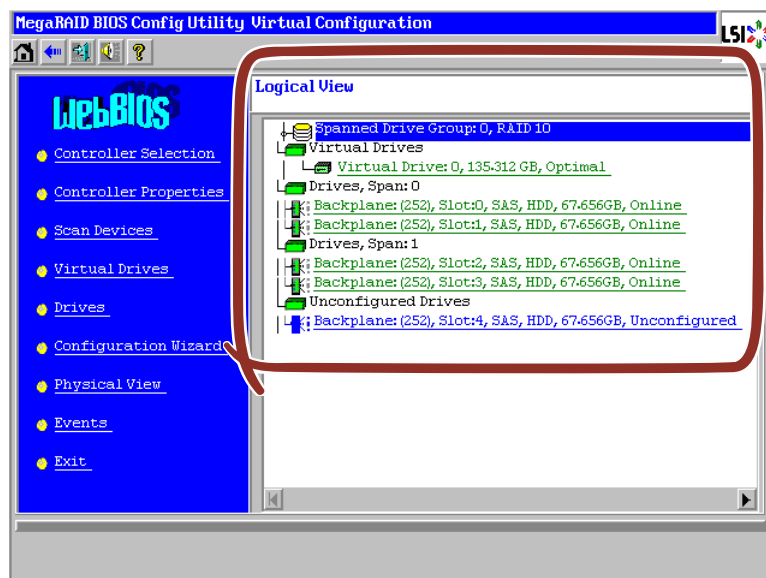 MegaRAID BIOS Config Utility Virtual Configuration
LSI
?
WebBIOS
Logical View
Controller Selection
Controller Properties
Scan Devices
Virtual Drives
Drives
Configuration Wizard
Physical View
Events
Exit
Spanned Drive Group: 0, RAID 10
Virtual Drives
Virtual Drive: 0, 135.312 GB, Optimal
Drives, Span: 0
Backplane: (252), Slot:0, SAS, HDD, 67.656GB, Online
Backplane: (252), Slot:1, SAS, HDD, 67.656GB, Online
Drives, Span: 1
Backplane: (252), Slot:2, SAS, HDD, 67.656GB, Online
Backplane: (252), Slot:3, SAS, HDD, 67.656GB, Online
Unconfigured Drives
Backplane: (252), Slot:4, SAS, HDD, 67.656GB, Unconfigured